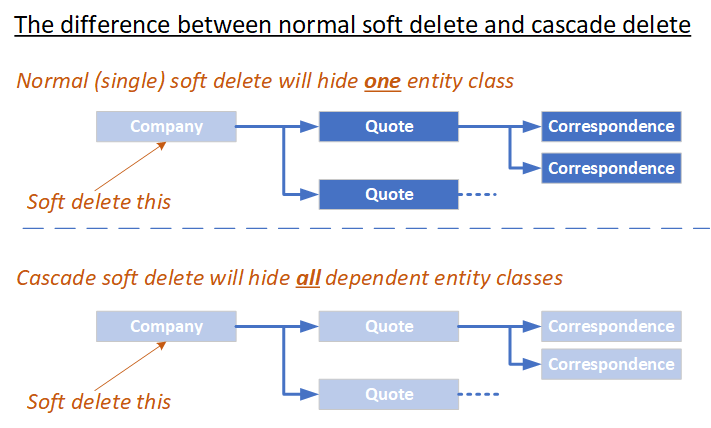 The difference between normal soft delete and cascade delete
Normal (single) soft delete will hide one entity class
Company
Quote
Correspondence
Correspondence
Quote
Soft delete this
Cascade soft delete will hide all dependent entity classes
Company
Quote
Correspondence
Correspondence
Quote
Soft delete this